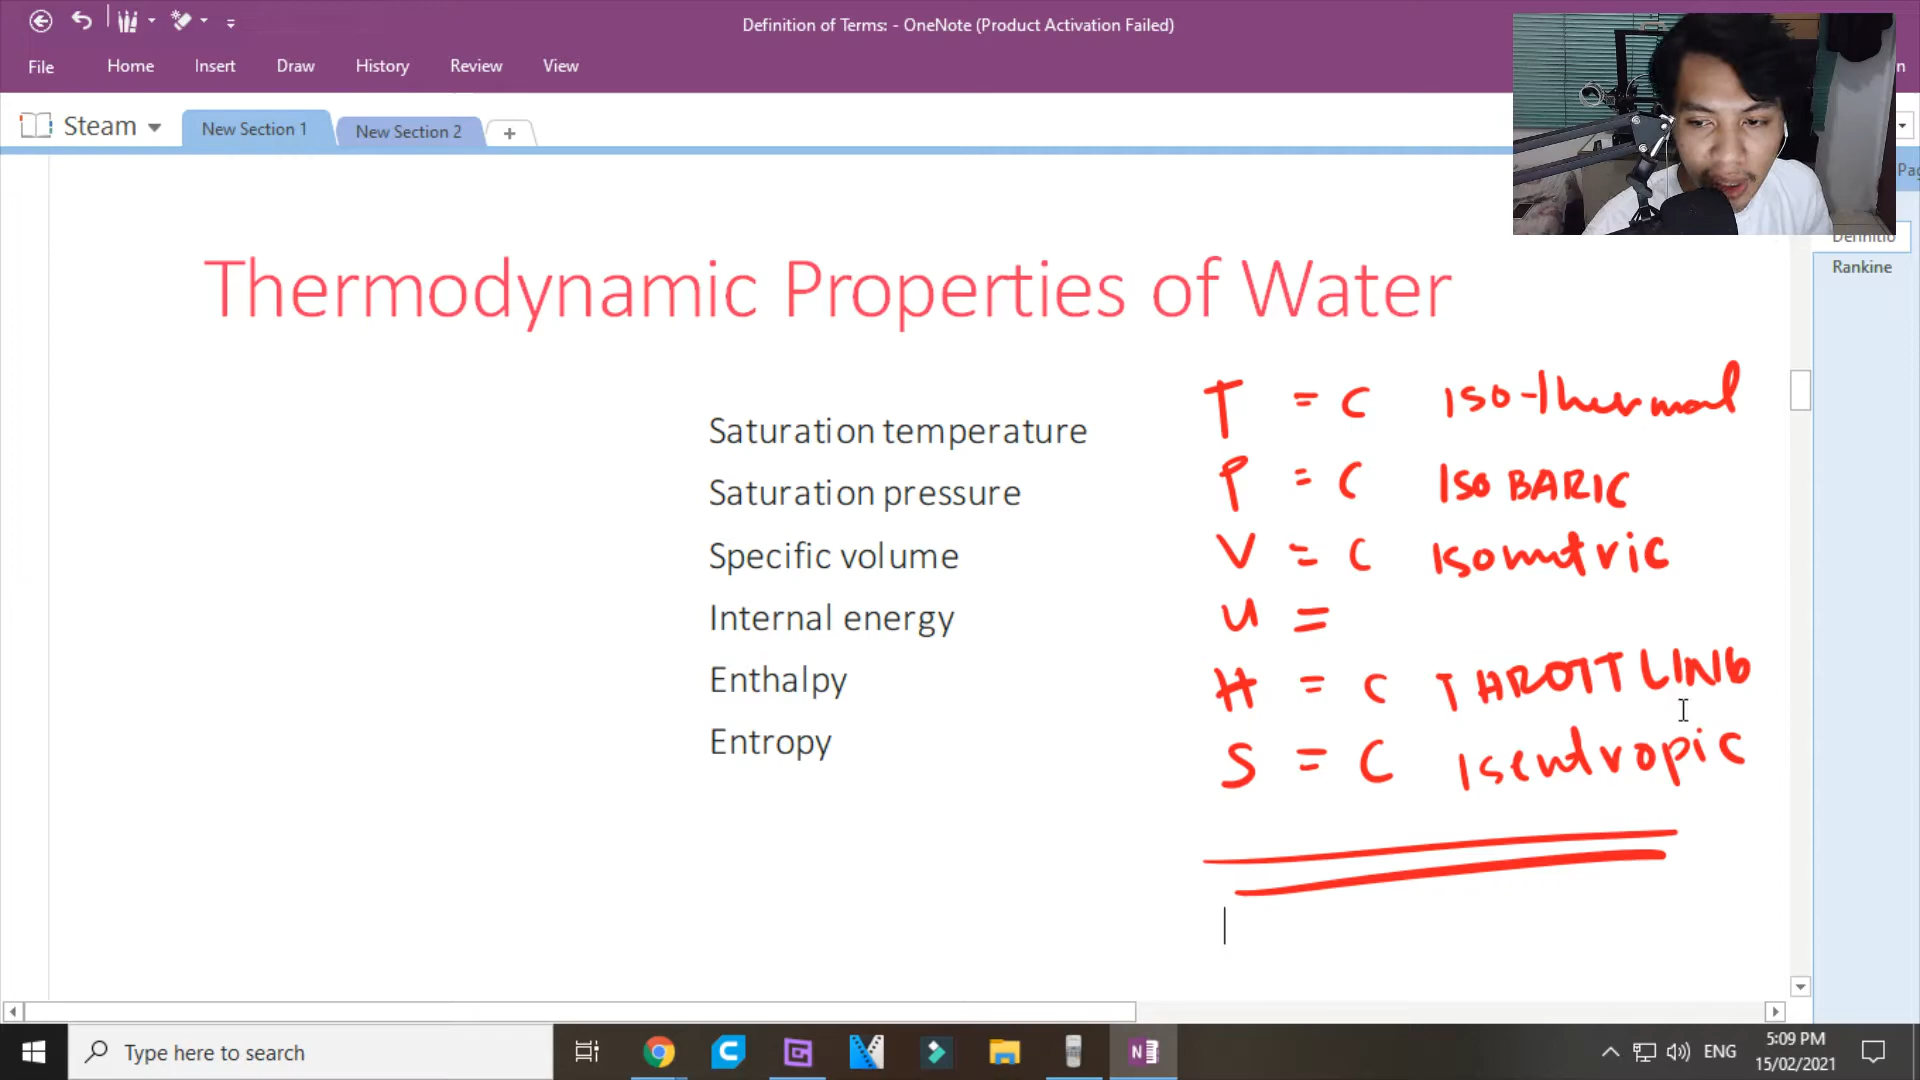 Definition of Terms: - OneNote (Product Activation Failed)
File Home Insert Draw History Review View
Steam New Section 1 New Section 2 +
Definitio
Rankine
Thermodynamic Properties of Water
Saturation temperature T = C Iso-thermal
Saturation pressure P = C ISOBARIC
Specific volume V = C Isometric
Internal energy U =
Enthalpy H = C THROTTLING
Entropy S = C Isentropic
Type here to search
ENG
5:09 PM
15/02/2021